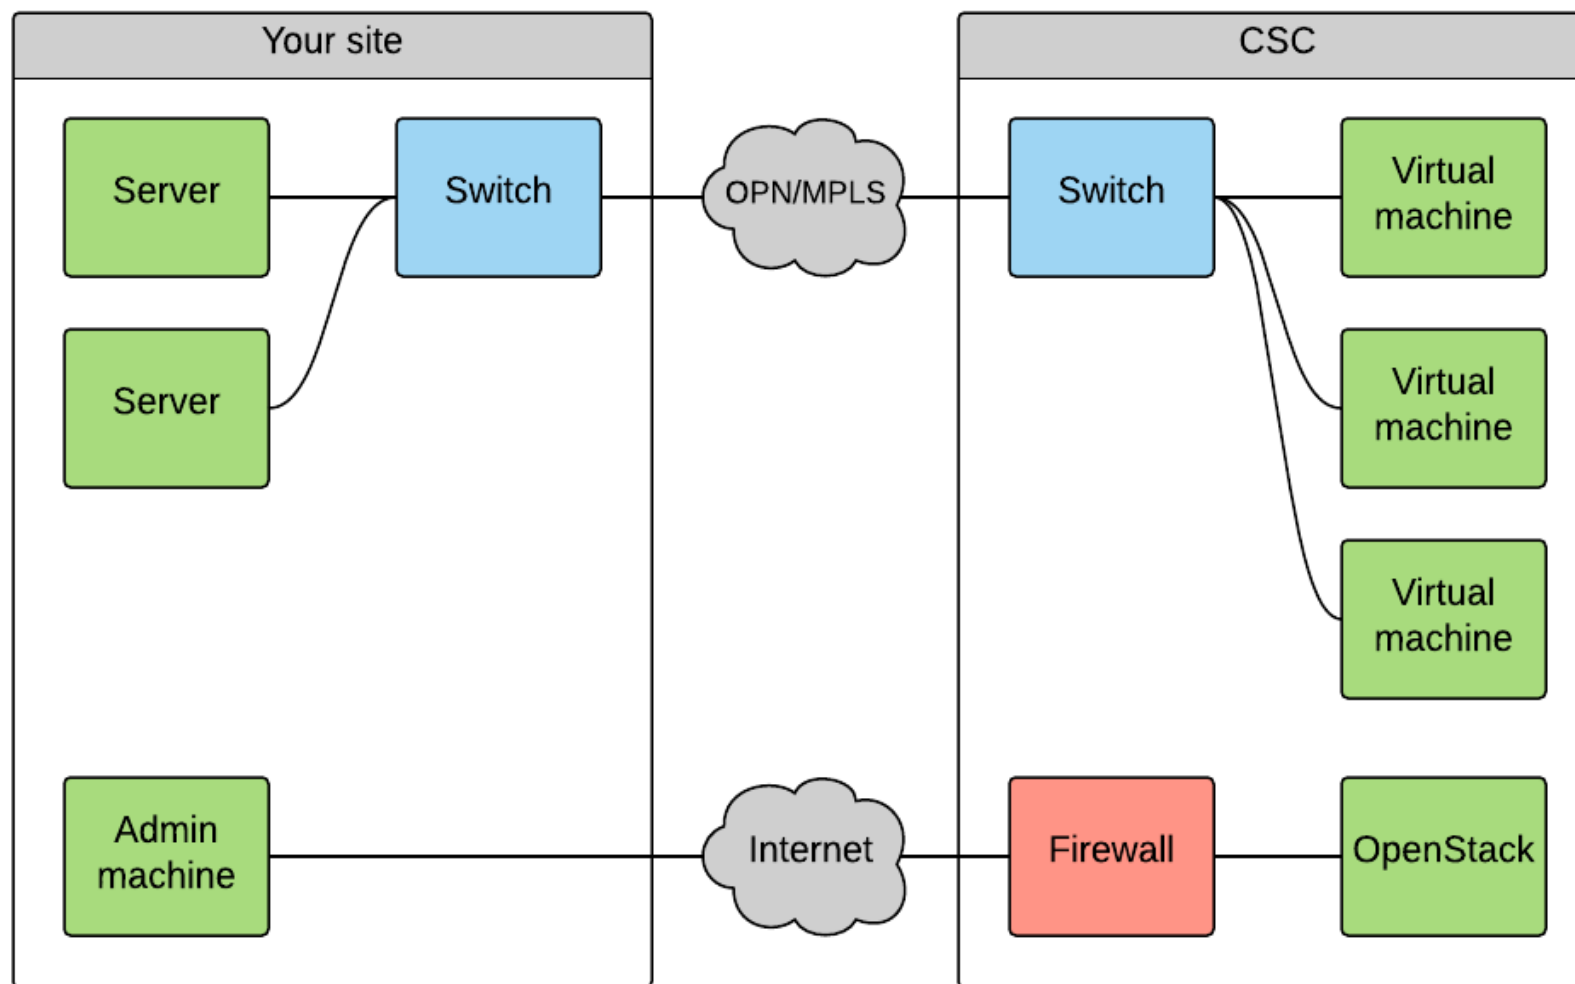 Your site
CSC
Server
Switch
OPN/MPLS
Switch
Virtual
machine
Server
Virtual
machine
Virtual
machine
Admin
machine
Internet
Firewall
OpenStack